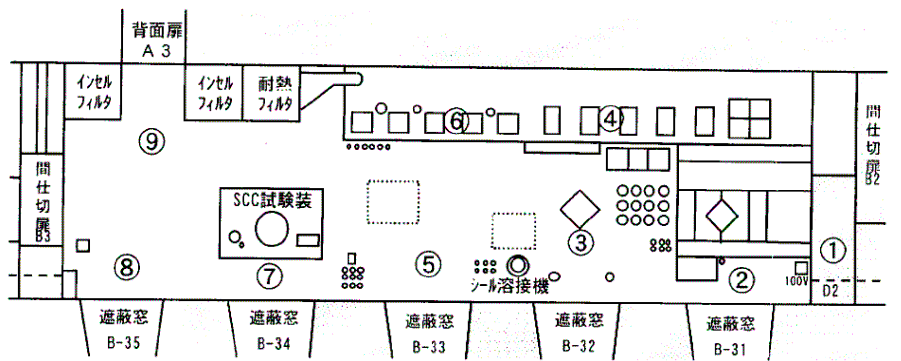 背面扉
A 3
インセル
フィルタ
インセル
フィルタ
耐熱
フィルタ
間仕切扉B2
間仕切扉B3
⑨
⑥
④
SCC試験装
③
①
⑧
⑦
⑤
シール溶接機
②
100V
D2
遮蔽窓
B-35
遮蔽窓
B-34
遮蔽窓
B-33
遮蔽窓
B-32
遮蔽窓
B-31